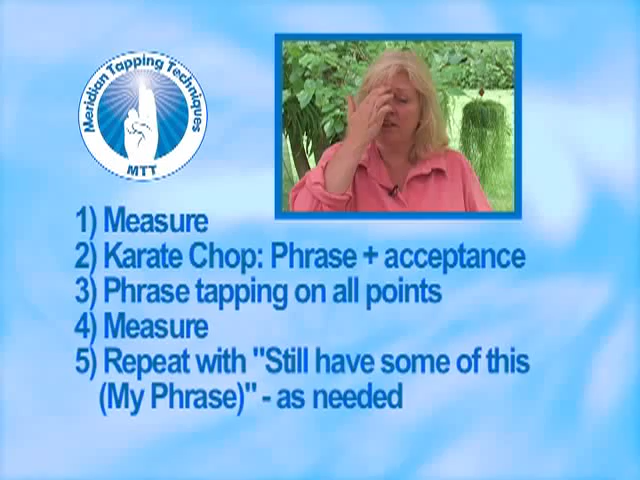 Meridian Tapping Techniques
MTT
1) Measure
2) Karate Chop: Phrase + acceptance
3) Phrase tapping on all points
4) Measure
5) Repeat with "Still have some of this
(My Phrase)" - as needed